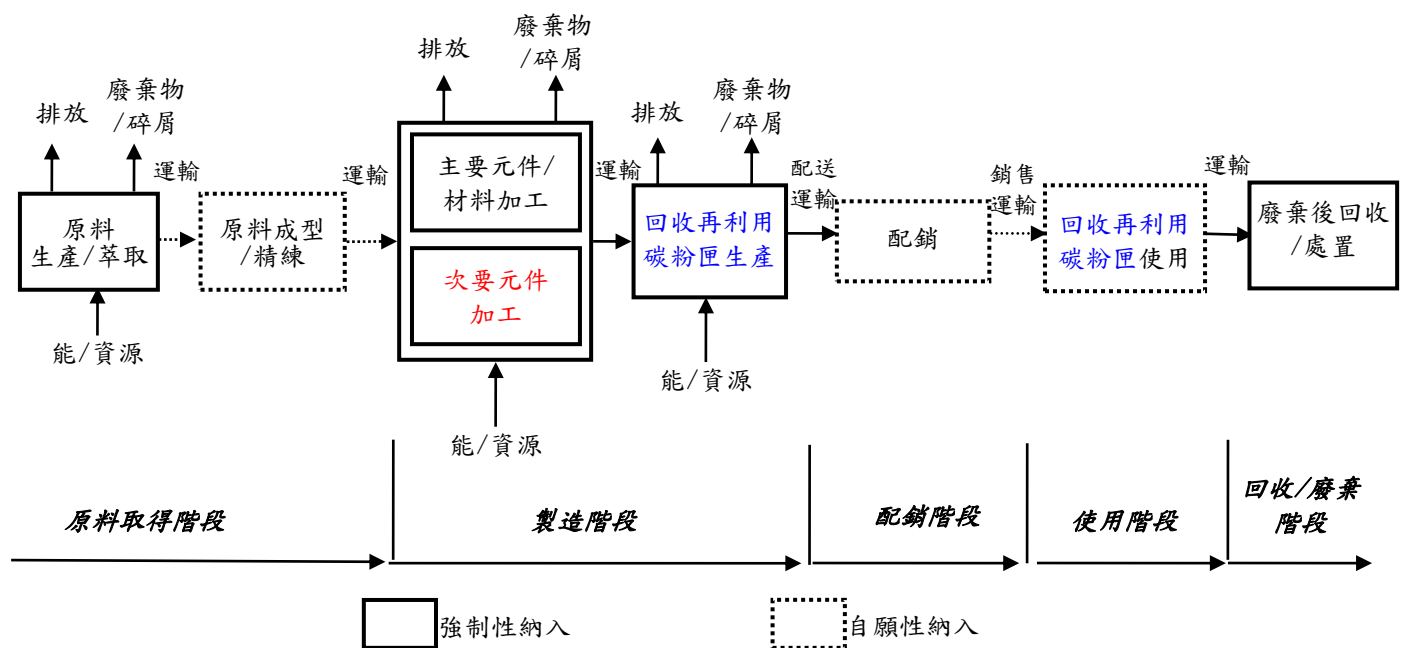 排放
廢棄物
/碎屑
運輸
原料
生產/萃取
能/資源
原料成型
/精練
運輸
排放
廢棄物
/碎屑
主要元件/
材料加工
次要元件
加工
能/資源
運輸
排放
廢棄物
/碎屑
回收再利用
碳粉匣生產
能/資源
配送
運輸
配銷
銷售
運輸
回收再利用
碳粉匣使用
運輸
廢棄後回收
/處置
原料取得階段
製造階段
配銷階段
使用階段
回收/廢棄
階段
強制性納入
自願性納入